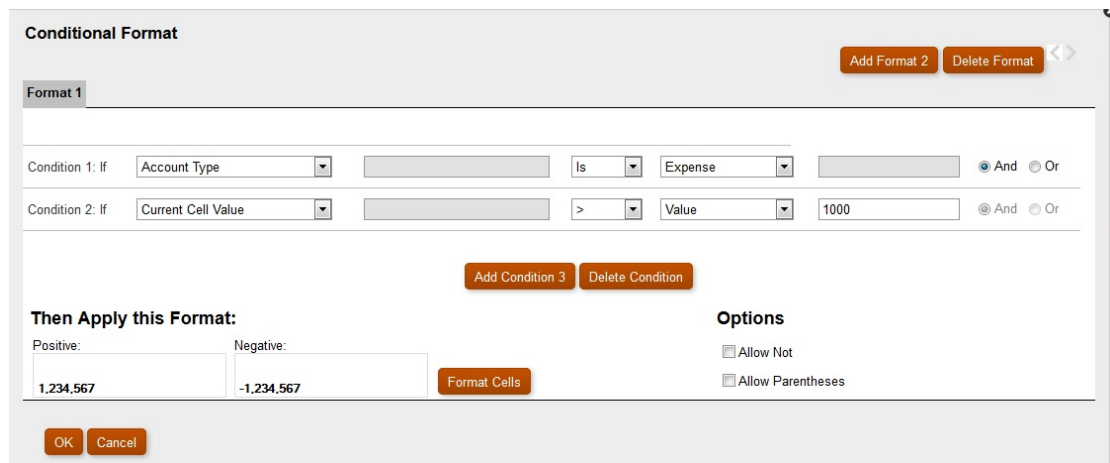 Conditional Format
Add Format 2 Delete Format
Format 1
Condition 1: If Account Type Is Expense And Or
Condition 2: If Current Cell Value > Value 1000 And Or
Add Condition 3 Delete Condition
Then Apply this Format: Options
Positive: Negative: Allow Not
1,234,567 -1,234,567 Format Cells Allow Parentheses
OK Cancel